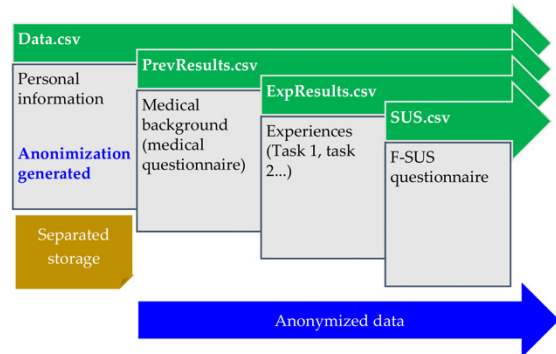 Data.csv
Personal
information
Anonimization
generated
Separated
storage
PrevResults.csv
Medical
background
(medical
questionnaire)
ExpResults.csv
Experiences
(Task 1, task
2...)
SUS.csv
F-SUS
questionnaire
Anonymized data